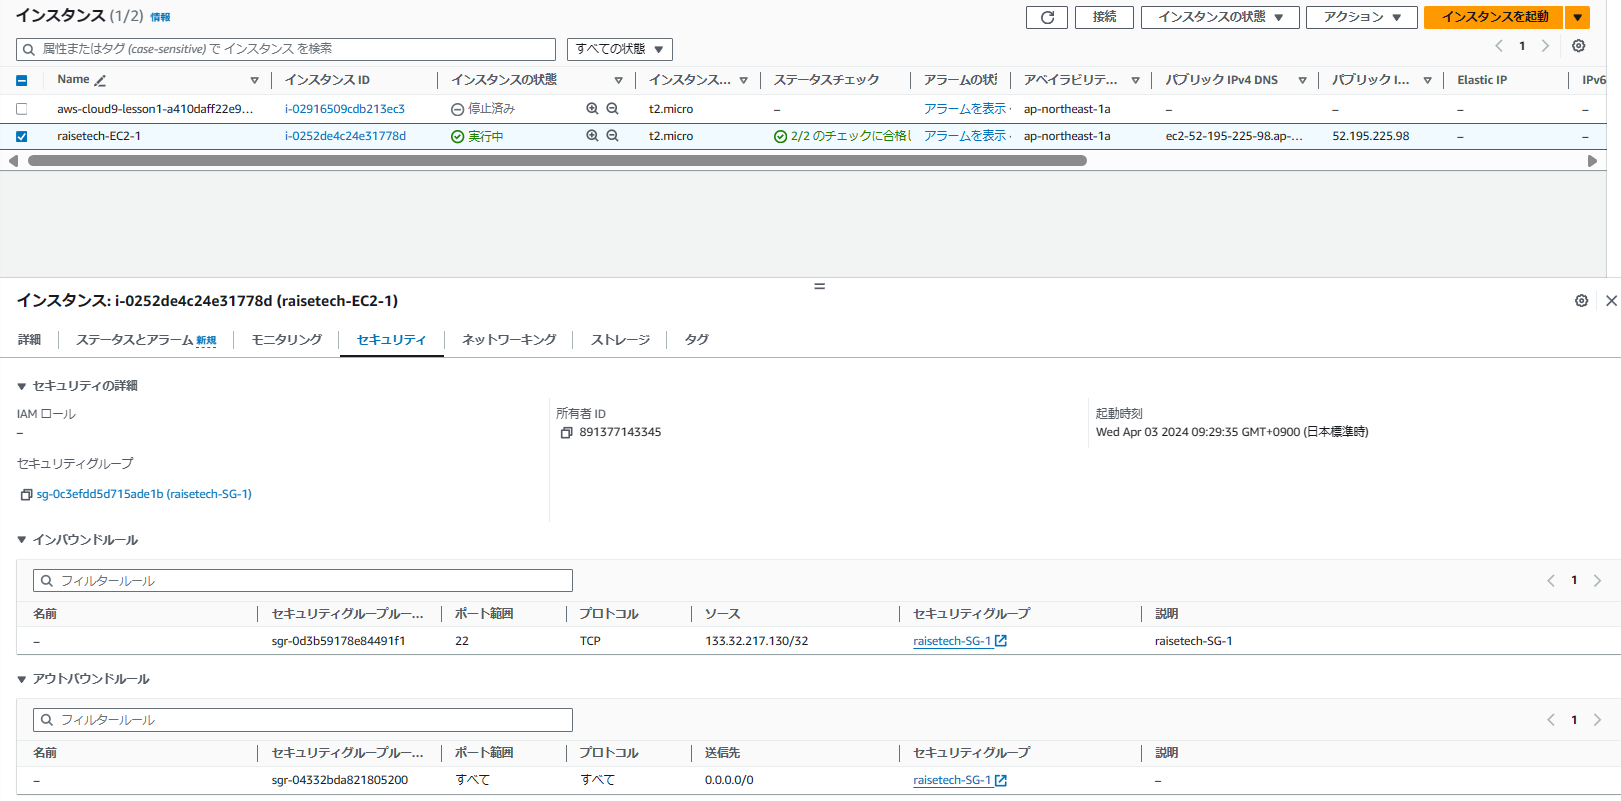 インスタンス (1/2) 情報
接続 インスタンスの状態 アクション インスタンスを起動
属性またはタグ (case-sensitive) で インスタンス を検索 すべての状態 1
Name インスタンス ID インスタンスの状態 インスタンス... ステータスチェック アラームの状 アベイラビリテ... パブリック IPv4 DNS パブリック I... Elastic IP IPv6
aws-cloud9-lesson1-a410daff22e9... i-02916509cdb213ec3 停止済み t2.micro – アラームを表示 ap-northeast-1a – – – –
raisetech-EC2-1 i-0252de4c24e31778d 実行中 t2.micro 2/2 のチェックに合格し アラームを表示 ap-northeast-1a ec2-52-195-225-98.ap-... 52.195.225.98 – –
インスタンス: i-0252de4c24e31778d (raisetech-EC2-1)
詳細 ステータスとアラーム 新規 モニタリング セキュリティ ネットワーキング ストレージ タグ
セキュリティの詳細
IAM ロール 所有者 ID 起動時刻
– 891377143345 Wed Apr 03 2024 09:29:35 GMT+0900 (日本標準時)
セキュリティグループ
sg-0c3efdd5d715ade1b (raisetech-SG-1)
インバウンドルール
フィルタールール 1
名前 セキュリティグループルー... ポート範囲 プロトコル ソース セキュリティグループ 説明
– sgr-0d3b59178e84491f1 22 TCP 133.32.217.130/32 raisetech-SG-1 raisetech-SG-1
アウトバウンドルール
フィルタールール 1
名前 セキュリティグループルー... ポート範囲 プロトコル 送信先 セキュリティグループ 説明
– sgr-04332bda821805200 すべて すべて 0.0.0.0/0 raisetech-SG-1 –